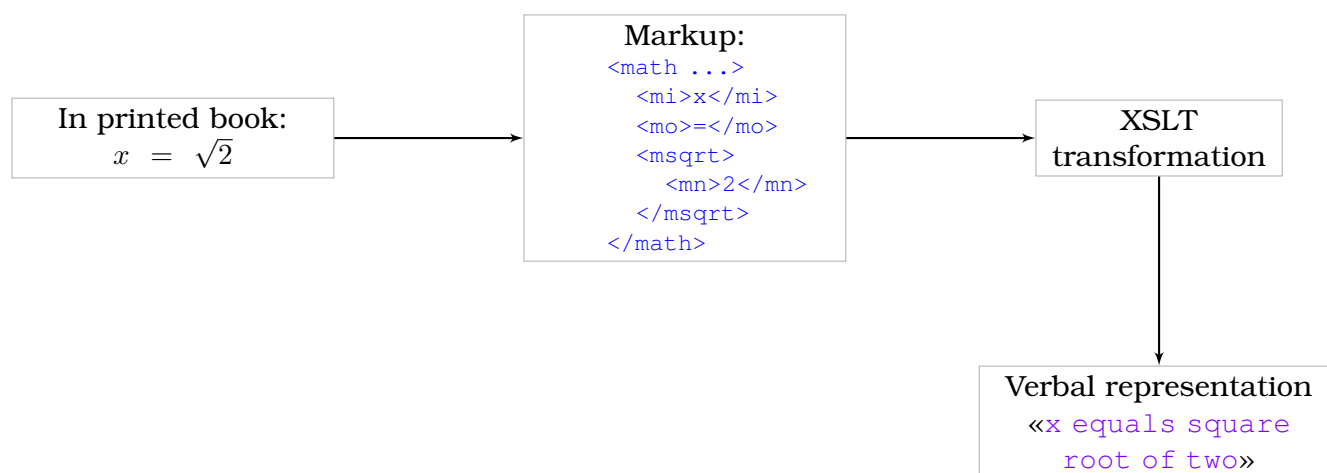 In printed book:
x = √2
Markup:
<math ...>
<mi>x</mi>
<mo>=</mo>
<msqrt>
<mn>2</mn>
</msqrt>
</math>
XSLT
transformation
Verbal representation
«x equals square
root of two»